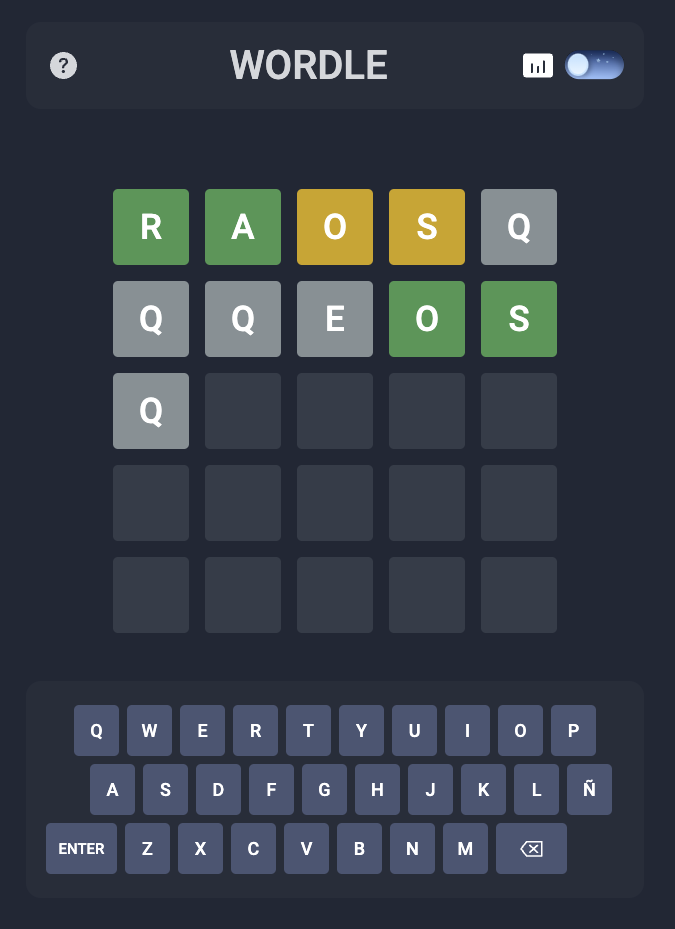 ? WORDLE
R A O S Q
Q Q E O S
Q
Q W E R T Y U I O P
A S D F G H J K L Ñ
ENTER Z X C V B N M